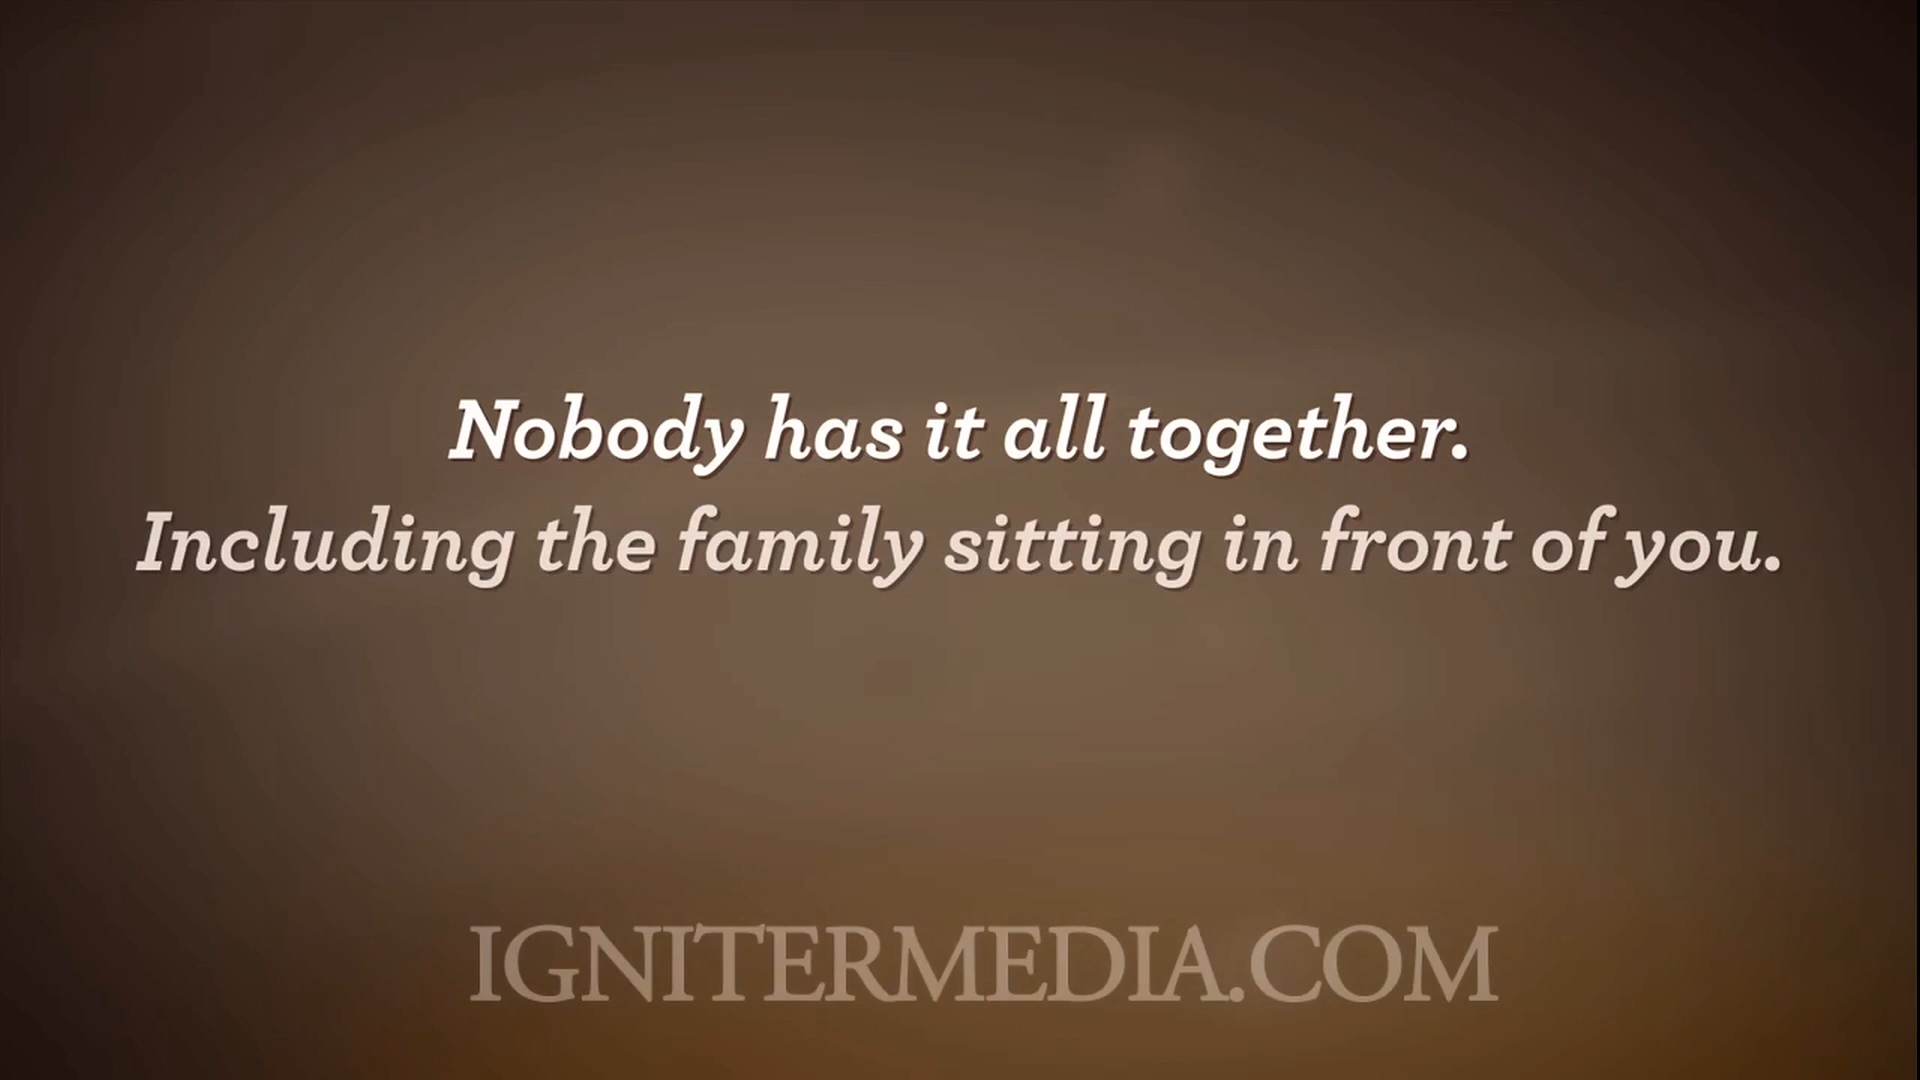 Nobody has it all together.
Including the family sitting in front of you.
IGNITERMEDIA.COM